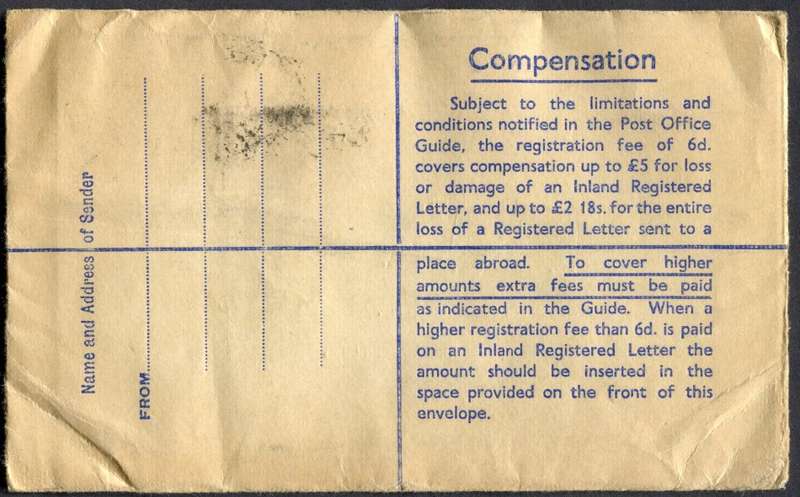 Name and Address of Sender
FROM
Compensation
Subject to the limitations and
conditions notified in the Post Office
Guide, the registration fee of 6d.
covers compensation up to £5 for loss
or damage of an Inland Registered
Letter, and up to £2 18s. for the entire
loss of a Registered Letter sent to a
place abroad. To cover higher
amounts extra fees must be paid
as indicated in the Guide. When a
higher registration fee than 6d. is paid
on an Inland Registered Letter the
amount should be inserted in the
space provided on the front of this
envelope.